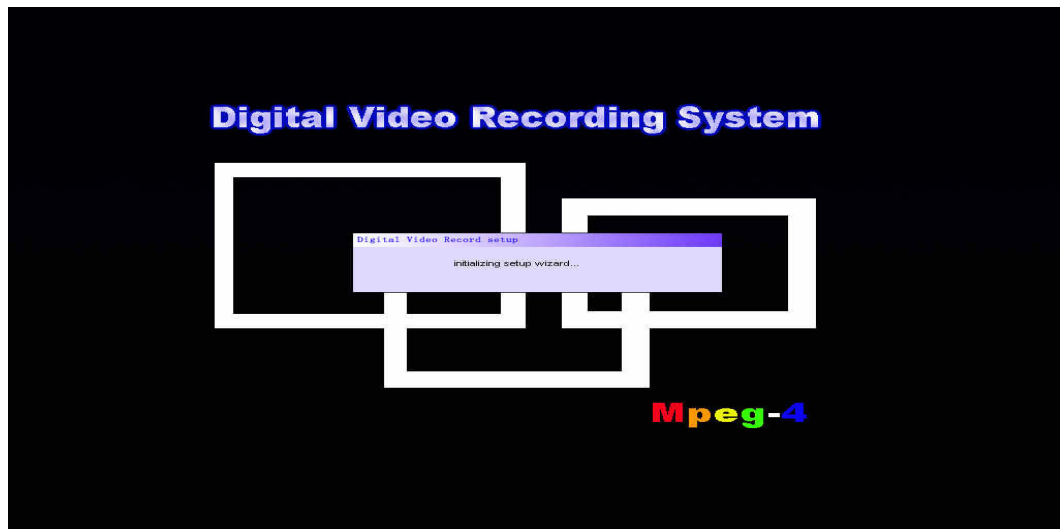 Digital Video Recording System
Digital Video Record setup
initializing setup wizard...
Mpeg-4